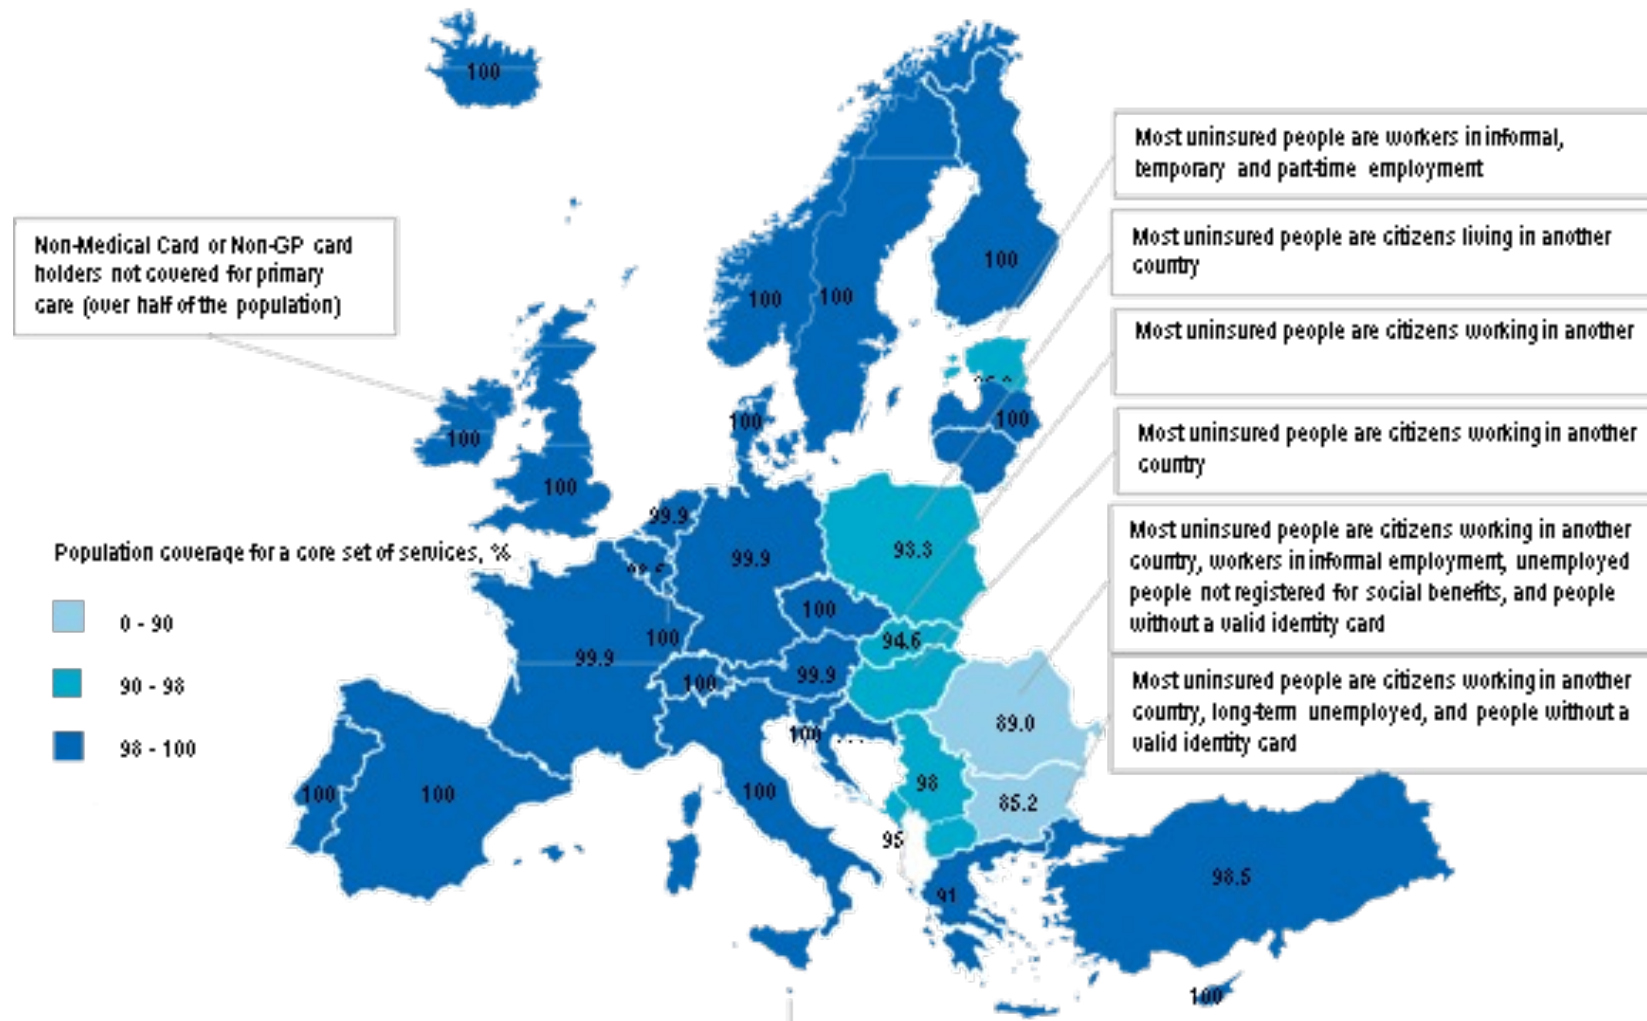 100
Most uninsured people are workers in informal,
temporary and part-time employment
Most uninsured people are citizens living in another
country
Non-Medical Card or Non-GP card
holders not covered for primary
care (over half of the population)
100
100
100
Most uninsured people are citizens working in another
100
100
100
Most uninsured people are citizens working in another
country
100
99.9
Population coverage for a core set of services, %
99.9
93.3
Most uninsured people are citizens working in another
country, workers in informal employment, unemployed
people not registered for social benefits, and people
without a valid identity card
0 - 90
100
100
94.6
99.9
90 - 98
100
99.9
Most uninsured people are citizens working in another
country, long-term unemployed, and people without a
valid identity card
98 - 100
100
89.0
100
100
100
98
85.2
95
91
98.5
100